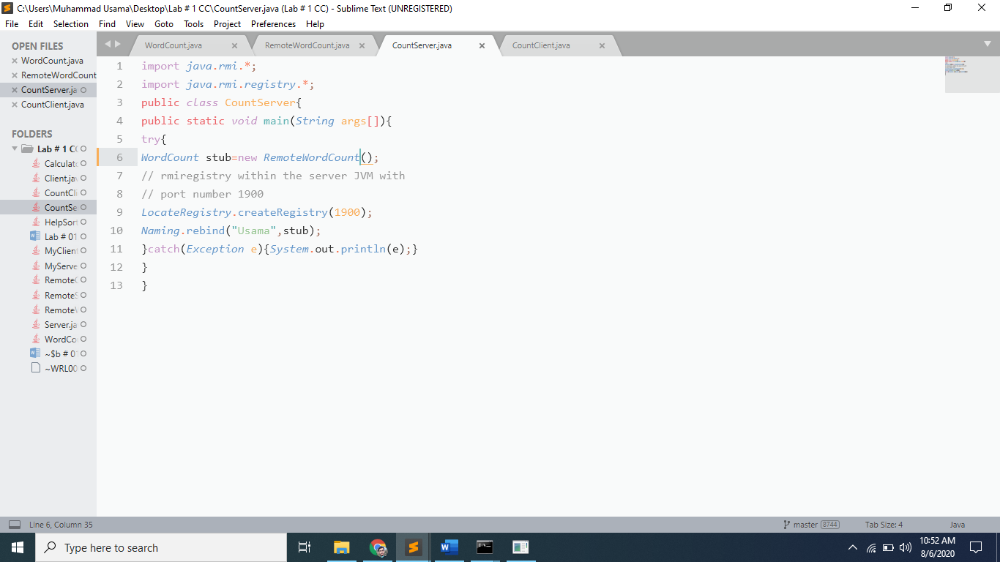 C:\Users\Muhammad Usama\Desktop\Lab # 1 CC\CountServer.java (Lab # 1 CC) - Sublime Text (UNREGISTERED)
File Edit Selection Find View Goto Tools Project Preferences Help
OPEN FILES
WordCount.java
RemoteWordCount
CountServer.ja
CountClient.java
FOLDERS
Lab # 1 C
Calculat
Client.ja
CountCli
CountSe
HelpSor
Lab # 01
MyClient
MyServe
Remote
Remote
Remote
Server.ja
WordCo
~$b # 0
~WRL00
WordCount.java RemoteWordCount.java CountServer.java CountClient.java
1 import java.rmi.*;
2 import java.rmi.registry.*;
3 public class CountServer{
4 public static void main(String args[]){
5 try{
6 WordCount stub=new RemoteWordCount();
7 // rmiregistry within the server JVM with
8 // port number 1900
9 LocateRegistry.createRegistry(1900);
10 Naming.rebind("Usama",stub);
11 }catch(Exception e){System.out.println(e);}
12 }
13 }
Line 6, Column 35 master 8744 Tab Size: 4 Java
Type here to search
10:52 AM
8/6/2020